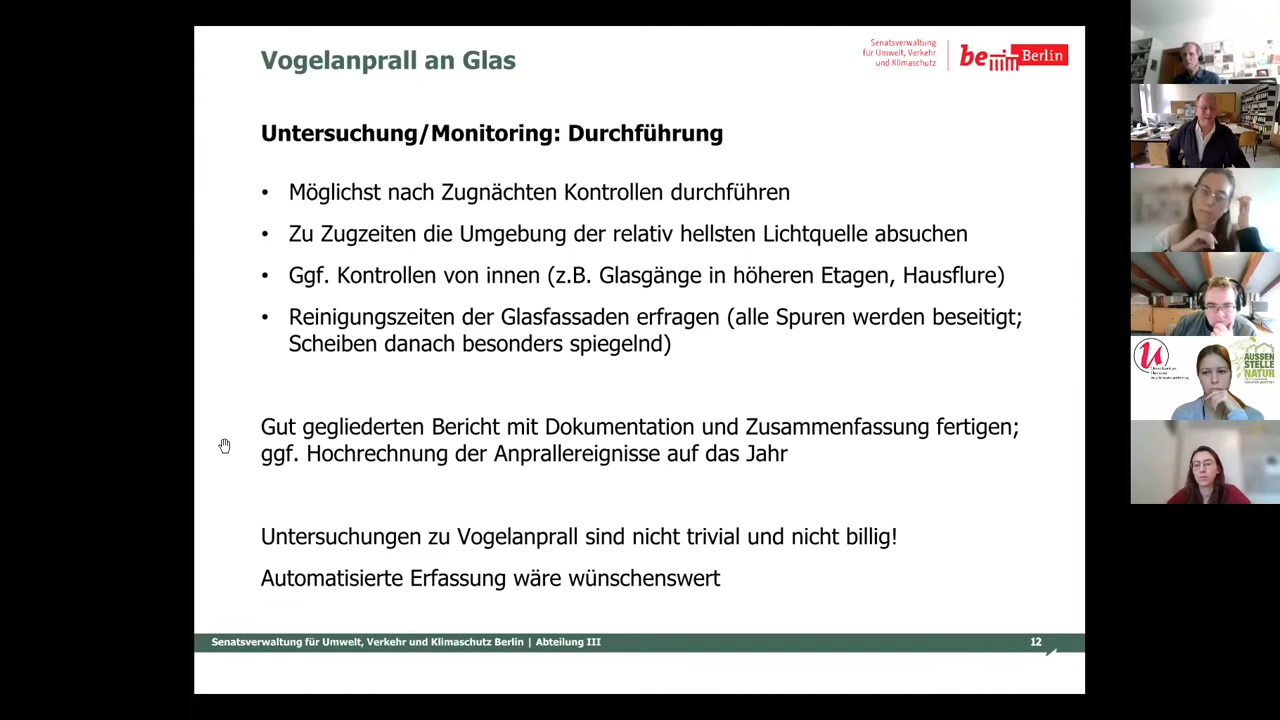 Vogelanprall an Glas
Senatsverwaltung
für Umwelt, Verkehr
und Klimaschutz
be Berlin
Untersuchung/Monitoring: Durchführung
• Möglichst nach Zugnächten Kontrollen durchführen
• Zu Zugzeiten die Umgebung der relativ hellsten Lichtquelle absuchen
• Ggf. Kontrollen von innen (z.B. Glasgänge in höheren Etagen, Hausflure)
• Reinigungszeiten der Glasfassaden erfragen (alle Spuren werden beseitigt;
Scheiben danach besonders spiegelnd)
Gut gegliederten Bericht mit Dokumentation und Zusammenfassung fertigen;
ggf. Hochrechnung der Anprallereignisse auf das Jahr
Untersuchungen zu Vogelanprall sind nicht trivial und nicht billig!
Automatisierte Erfassung wäre wünschenswert
Senatsverwaltung für Umwelt, Verkehr und Klimaschutz Berlin | Abteilung III
12
AUSSEN
STELLE
NATUR